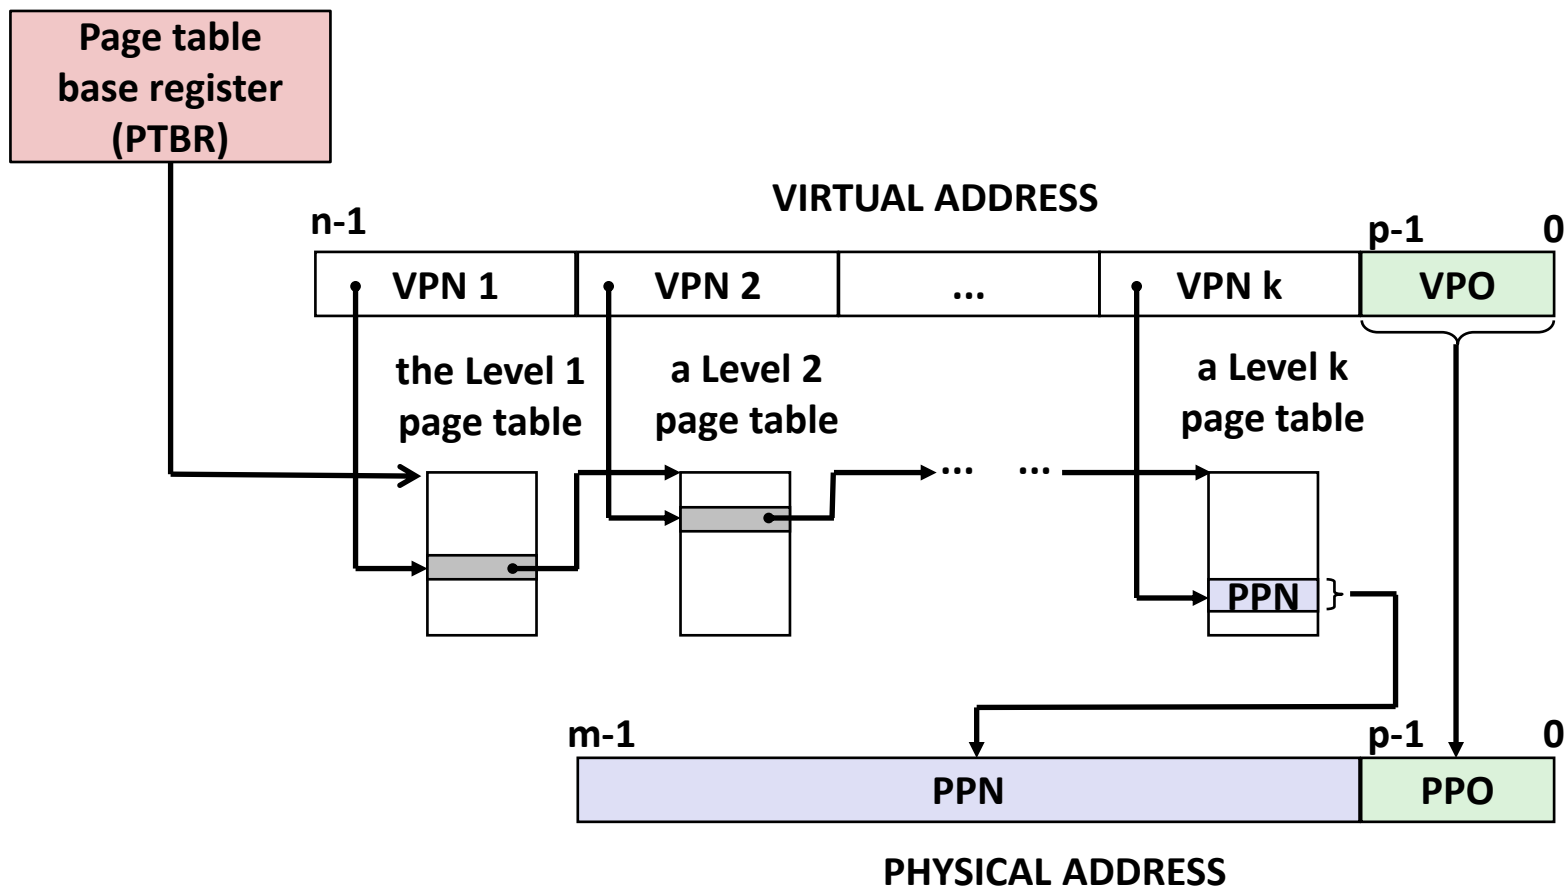 Page table
base register
(PTBR)
VIRTUAL ADDRESS
n-1
p-1
0
VPN 1
VPN 2
...
VPN k
VPO
the Level 1
page table
a Level 2
page table
a Level k
page table
... ...
PPN
m-1
p-1
0
PPN
PPO
PHYSICAL ADDRESS